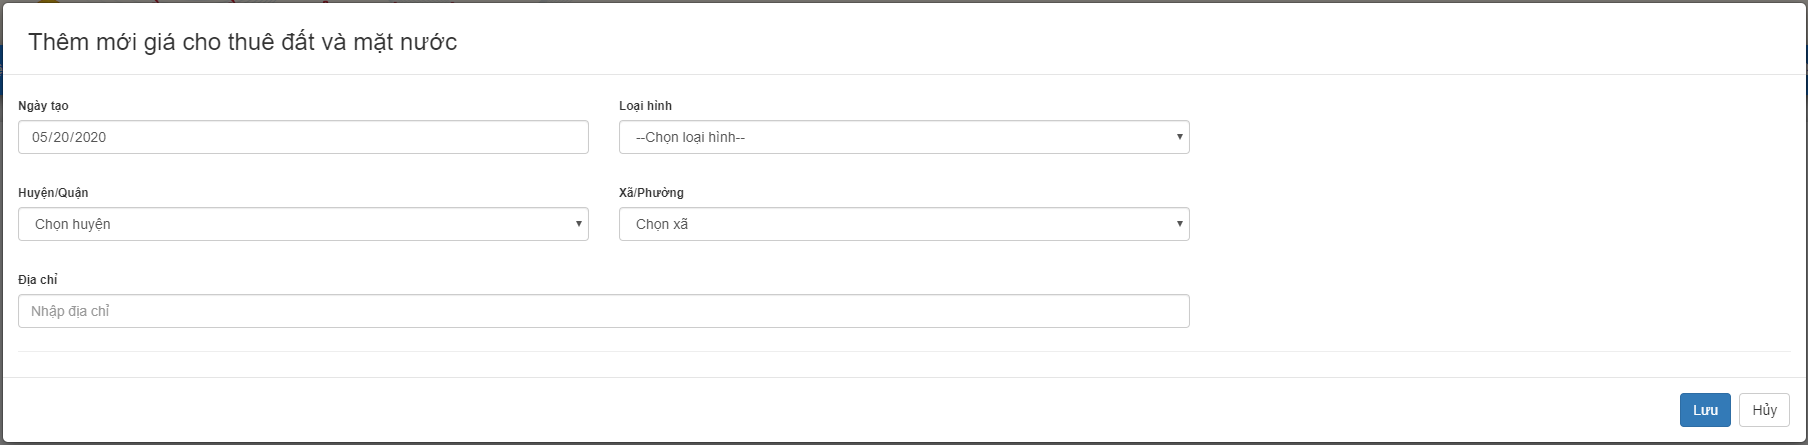 Thêm mới giá cho thuê đất và mặt nước
Ngày tạo
Loại hình
05/20/2020
--Chọn loại hình--
Huyện/Quận
Xã/Phường
Chọn huyện
Chọn xã
Địa chỉ
Nhập địa chỉ
Lưu
Hủy